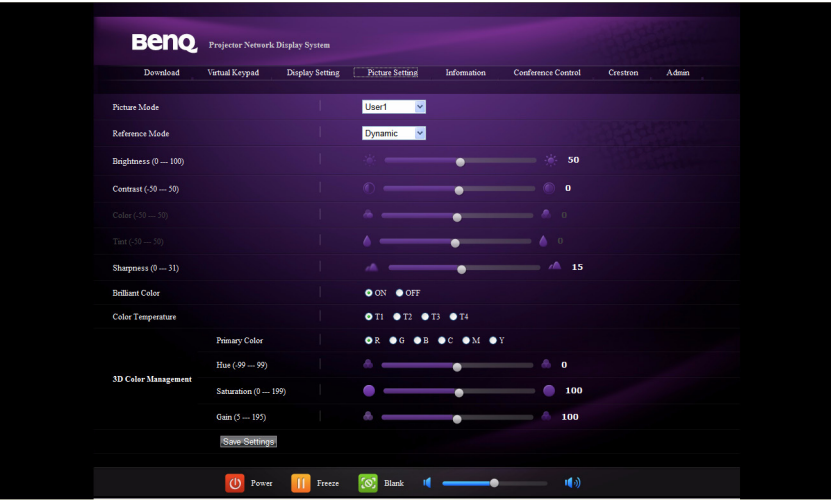 BenQ Projector Network Display System
Download Virtual Keypad Display Setting Picture Setting Information Conference Control Crestron Admin
Picture Mode User1
Reference Mode Dynamic
Brightness (0 --- 100) 50
Contrast (-50 --- 50) 0
Color (-50 --- 50) 0
Tint (-50 --- 50) 0
Sharpness (0 --- 31) 15
Brilliant Color ON OFF
Color Temperature T1 T2 T3 T4
Primary Color R G B C M Y
Hue (-99 --- 99) 0
3D Color Management
Saturation (0 --- 199) 100
Gain (5 --- 195) 100
Save Settings
Power Freeze Blank